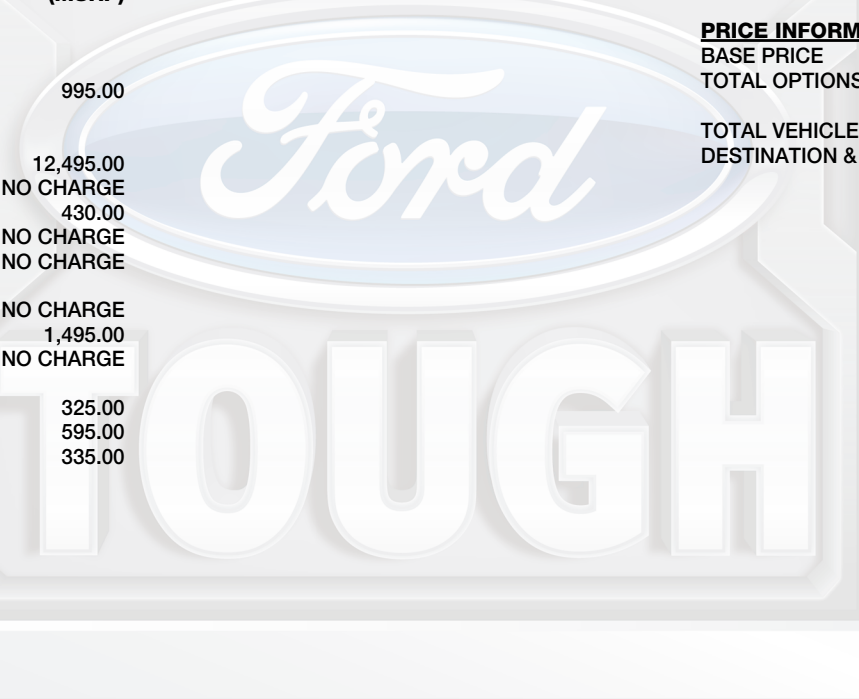 995.00
12,495.00
NO CHARGE
430.00
NO CHARGE
NO CHARGE
NO CHARGE
1,495.00
NO CHARGE
325.00
595.00
335.00
PRICE INFORM
BASE PRICE
TOTAL OPTIONS
TOTAL VEHICLE
DESTINATION &
Ford
TOUGH